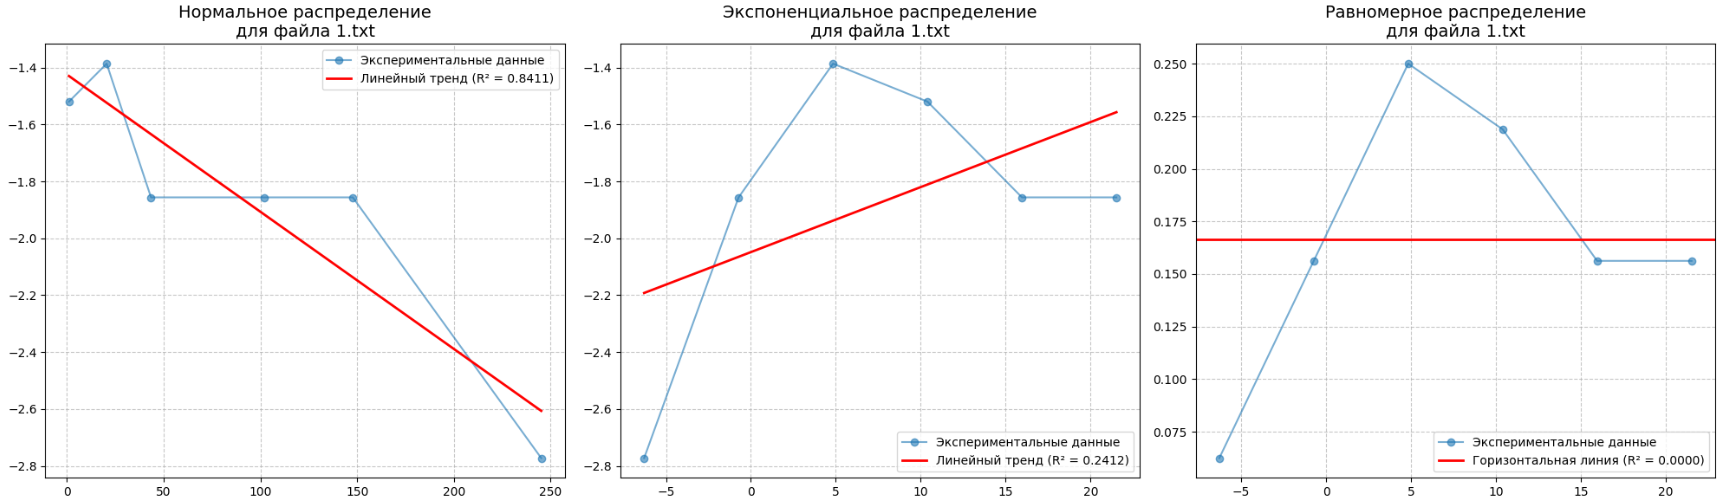 Нормальное распределение
для файла 1.txt
Экспериментальные данные
Линейный тренд (R² = 0.8411)
−1.4
−1.6
−1.8
−2.0
−2.2
−2.4
−2.6
−2.8
0 50 100 150 200 250
Экспоненциальное распределение
для файла 1.txt
−1.4
−1.6
−1.8
−2.0
−2.2
−2.4
−2.6
−2.8
Экспериментальные данные
Линейный тренд (R² = 0.2412)
−5 0 5 10 15 20
Равномерное распределение
для файла 1.txt
0.250
0.225
0.200
0.175
0.150
0.125
0.100
0.075
Экспериментальные данные
Горизонтальная линия (R² = 0.0000)
−5 0 5 10 15 20